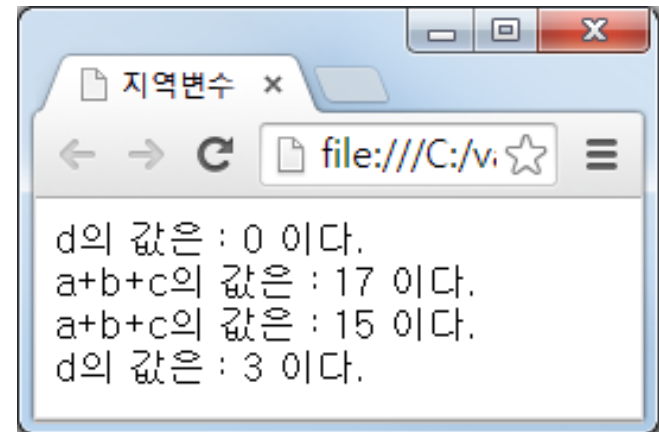 지역변수
file:///C:/va
d의 값은 : 0 이다.
a+b+c의 값은 : 17 이다.
a+b+c의 값은 : 15 이다.
d의 값은 : 3 이다.